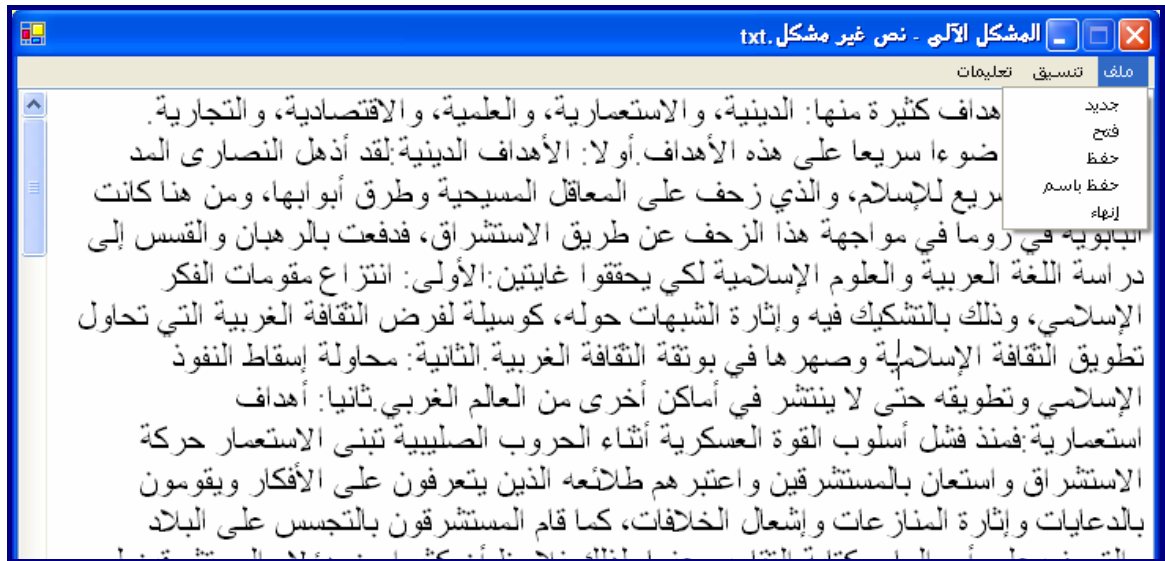 المشكل الآلي - نص غير مشكل.txt
ملف تنسيق تعليمات
جديد
فتح
حفظ
حفظ باسم
إنهاء
هداف كثيرة منها: الدينية، والاستعمارية، والعلمية، والاقتصادية، والتجارية.
ضوءا سريعا على هذه الأهداف.أولا: الأهداف الدينية:لقد أذهل النصارى المد
سريع للإسلام، والذي زحف على المعاقل المسيحية وطرق أبوابها، ومن هنا كانت
البابوية في روما في مواجهة هذا الزحف عن طريق الاستشراق، فدفعت بالرهبان والقسس إلى
دراسة اللغة العربية والعلوم الإسلامية لكي يحققوا غايتين:الأولى: انتزاع مقومات الفكر
الإسلامي، وذلك بالتشكيك فيه وإثارة الشبهات حوله، كوسيلة لفرض الثقافة الغربية التي تحاول
تطويق الثقافة الإسلامية وصهرها في بوتقة الثقافة الغربية.الثانية: محاولة إسقاط النفوذ
الإسلامي وتطويقه حتى لا ينتشر في أماكن أخرى من العالم الغربي.ثانيا: أهداف
استعمارية:فمنذ فشل أسلوب القوة العسكرية أثناء الحروب الصليبية تبنى الاستعمار حركة
الاستشراق واستعان بالمستشرقين واعتبرهم طلائعه الذين يتعرفون على الأفكار ويقومون
بالدعايات وإثارة المنازعات وإشعال الخلافات، كما قام المستشرقون بالتجسس على البلاد